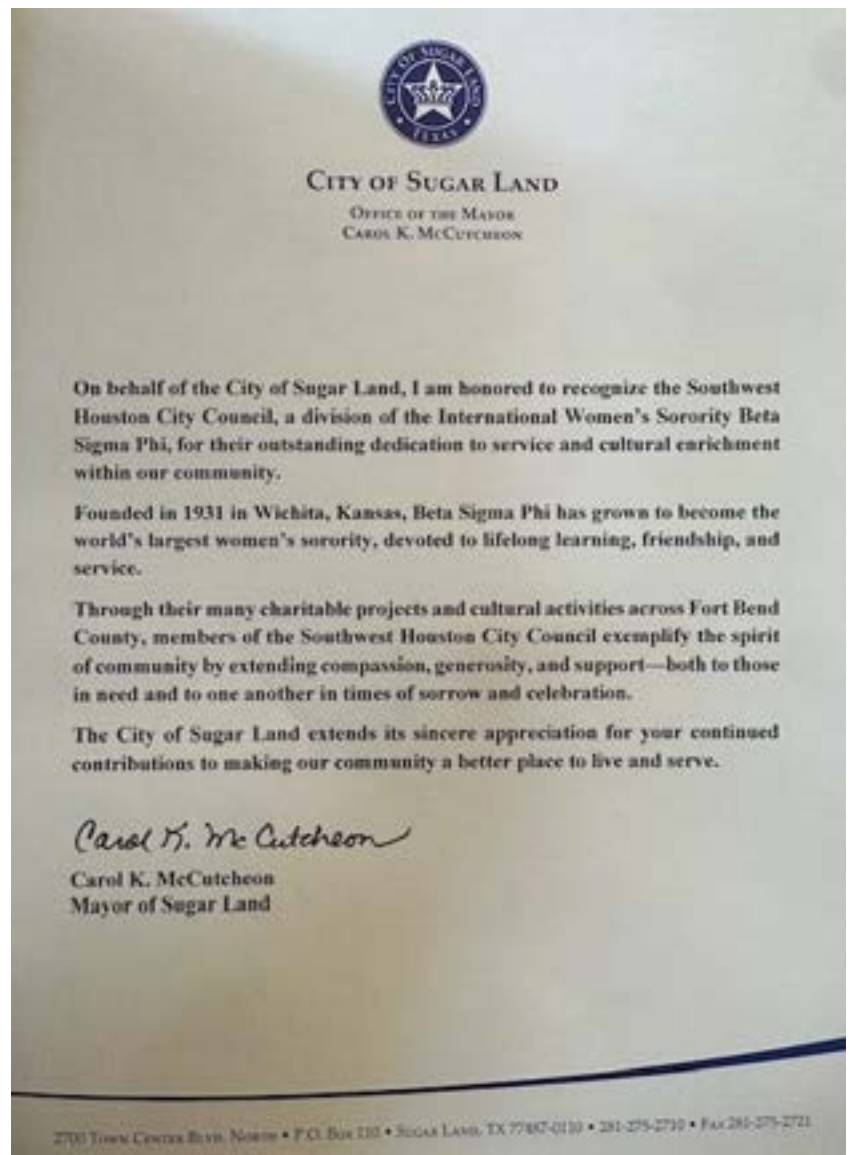 CITY OF SUGAR LAND
TEXAS
CITY OF SUGAR LAND
OFFICE OF THE MAYOR
CAROL K. MCCUTCHEON
On behalf of the City of Sugar Land, I am honored to recognize the Southwest
Houston City Council, a division of the International Women's Sorority Beta
Sigma Phi, for their outstanding dedication to service and cultural enrichment
within our community.
Founded in 1931 in Wichita, Kansas, Beta Sigma Phi has grown to become the
world's largest women's sorority, devoted to lifelong learning, friendship, and
service.
Through their many charitable projects and cultural activities across Fort Bend
County, members of the Southwest Houston City Council exemplify the spirit
of community by extending compassion, generosity, and support—both to those
in need and to one another in times of sorrow and celebration.
The City of Sugar Land extends its sincere appreciation for your continued
contributions to making our community a better place to live and serve.
Carol K. McCutcheon
Carol K. McCutcheon
Mayor of Sugar Land
2700 TOWN CENTER BLVD. NORTH • P.O. BOX 110 • SUGAR LAND, TX 77487-0110 • 281-275-2710 • FAX 281-275-2721